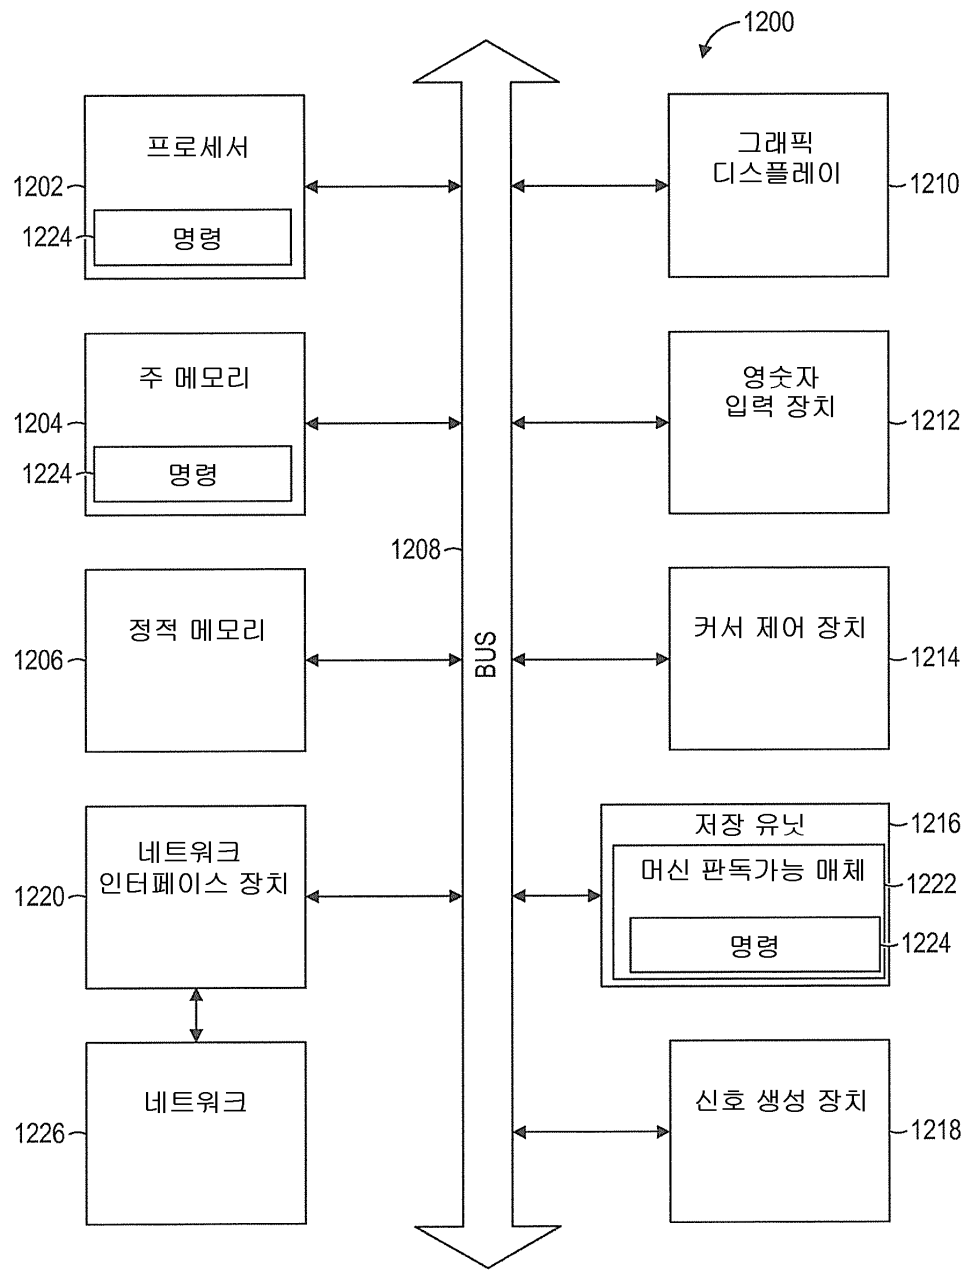 1200
프로세서
1202
1224
명령
그래픽
디스플레이
1210
주 메모리
1204
1224
명령
영숫자
입력 장치
1212
1208
BUS
정적 메모리
1206
커서 제어 장치
1214
네트워크
인터페이스 장치
1220
저장 유닛
1216
머신 판독가능 매체
1222
명령
1224
네트워크
1226
신호 생성 장치
1218